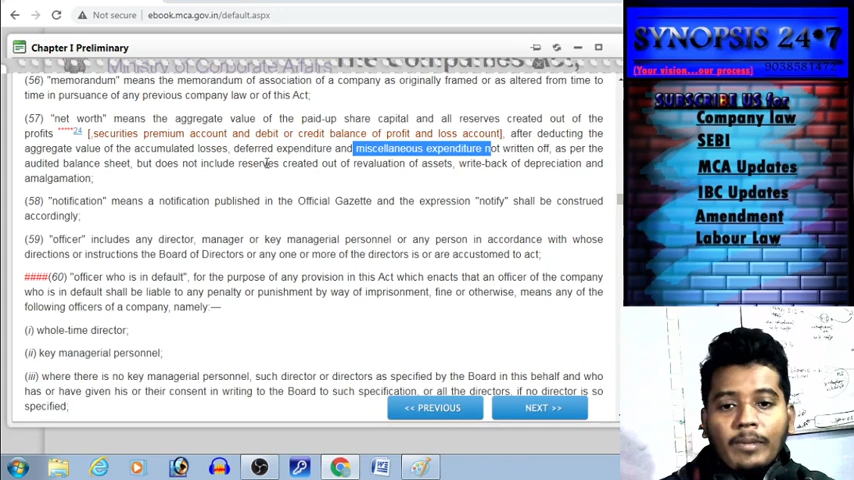 Not secure | ebook.mca.gov.in/default.aspx
Chapter I Preliminary
Ministry of Corporate Affairs
The Companies Act,
(56) "memorandum" means the memorandum of association of a company as originally framed or as altered from time to
time in pursuance of any previous company law or of this Act;
(57) "net worth" means the aggregate value of the paid-up share capital and all reserves created out of the
profits *****24 [,securities premium account and debit or credit balance of profit and loss account], after deducting the
aggregate value of the accumulated losses, deferred expenditure and miscellaneous expenditure not written off, as per the
audited balance sheet, but does not include reserves created out of revaluation of assets, write-back of depreciation and
amalgamation;
(58) "notification" means a notification published in the Official Gazette and the expression "notify" shall be construed
accordingly;
(59) "officer" includes any director, manager or key managerial personnel or any person in accordance with whose
directions or instructions the Board of Directors or any one or more of the directors is or are accustomed to act;
####(60) "officer who is in default", for the purpose of any provision in this Act which enacts that an officer of the company
who is in default shall be liable to any penalty or punishment by way of imprisonment, fine or otherwise, means any of the
following officers of a company, namely:—
(i) whole-time director;
(ii) key managerial personnel;
(iii) where there is no key managerial personnel, such director or directors as specified by the Board in this behalf and who
has or have given his or their consent in writing to the Board to such specification, or all the directors, if no director is so
specified;
<< PREVIOUS
NEXT >>
SYNOPSIS 24*7
(Your vision...our process)
9038581477
SUBSCRIBE US for
Company law
SEBI
MCA Updates
IBC Updates
Amendment
Labour Law